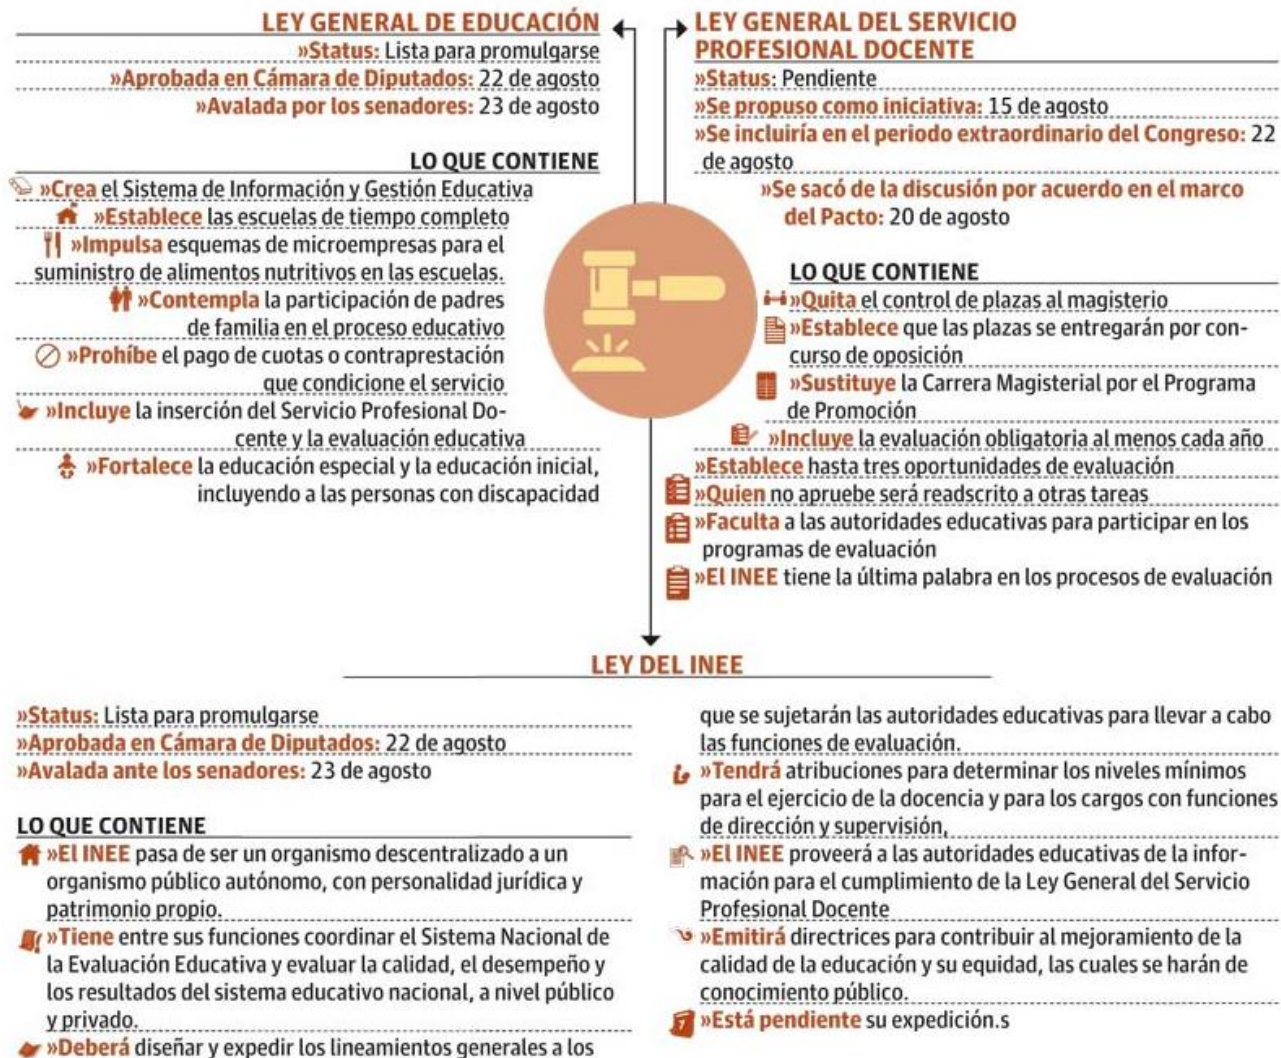 LEY GENERAL DE EDUCACIÓN
»Status: Lista para promulgarse
»Aprobada en Cámara de Diputados: 22 de agosto
»Avalada por los senadores: 23 de agosto
LO QUE CONTIENE
»Crea el Sistema de Información y Gestión Educativa
»Establece las escuelas de tiempo completo
»Impulsa esquemas de microempresas para el
suministro de alimentos nutritivos en las escuelas.
»Contempla la participación de padres
de familia en el proceso educativo
»Prohíbe el pago de cuotas o contraprestación
que condicione el servicio
»Incluye la inserción del Servicio Profesional Do-
cente y la evaluación educativa
»Fortalece la educación especial y la educación inicial,
incluyendo a las personas con discapacidad
LEY GENERAL DEL SERVICIO
PROFESIONAL DOCENTE
»Status: Pendiente
»Se propuso como iniciativa: 15 de agosto
»Se incluiría en el periodo extraordinario del Congreso: 22
de agosto
»Se sacó de la discusión por acuerdo en el marco
del Pacto: 20 de agosto
LO QUE CONTIENE
»Quita el control de plazas al magisterio
»Establece que las plazas se entregarán por con-
curso de oposición
»Sustituye la Carrera Magisterial por el Programa
de Promoción
»Incluye la evaluación obligatoria al menos cada año
»Establece hasta tres oportunidades de evaluación
»Quien no apruebe será readscrito a otras tareas
»Faculta a las autoridades educativas para participar en los
programas de evaluación
»El INEE tiene la última palabra en los procesos de evaluación
LEY DEL INEE
»Status: Lista para promulgarse
»Aprobada en Cámara de Diputados: 22 de agosto
»Avalada ante los senadores: 23 de agosto
LO QUE CONTIENE
»El INEE pasa de ser un organismo descentralizado a un
organismo público autónomo, con personalidad jurídica y
patrimonio propio.
»Tiene entre sus funciones coordinar el Sistema Nacional de
la Evaluación Educativa y evaluar la calidad, el desempeño y
los resultados del sistema educativo nacional, a nivel público
y privado.
»Deberá diseñar y expedir los lineamientos generales a los
que se sujetarán las autoridades educativas para llevar a cabo
las funciones de evaluación.
»Tendrá atribuciones para determinar los niveles mínimos
para el ejercicio de la docencia y para los cargos con funciones
de dirección y supervisión,
»El INEE proveerá a las autoridades educativas de la infor-
mación para el cumplimiento de la Ley General del Servicio
Profesional Docente
»Emitirá directrices para contribuir al mejoramiento de la
calidad de la educación y su equidad, las cuales se harán de
conocimiento público.
»Está pendiente su expedición.s